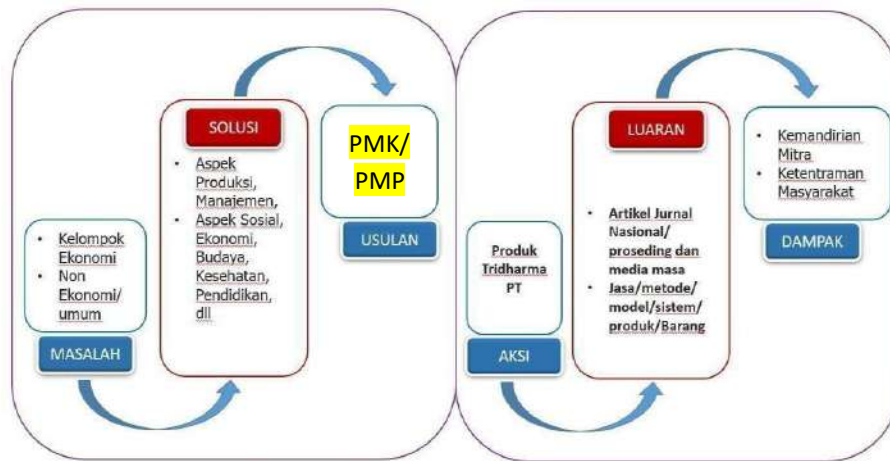 • Kelompok
Ekonomi
• Non
Ekonomi/
umum
MASALAH
SOLUSI
• Aspek
Produksi,
Manajemen,
• Aspek Sosial,
Ekonomi,
Budaya,
Kesehatan,
Pendidikan,
dll
PMK/
PMP
USULAN
Produk
Tridharma
PT
AKSI
LUARAN
• Artikel Jurnal
Nasional/
proseding dan
media masa
• Jasa/metode/
model/sistem/
produk/Barang
• Kemandirian
Mitra
• Ketentraman
Masyarakat
DAMPAK